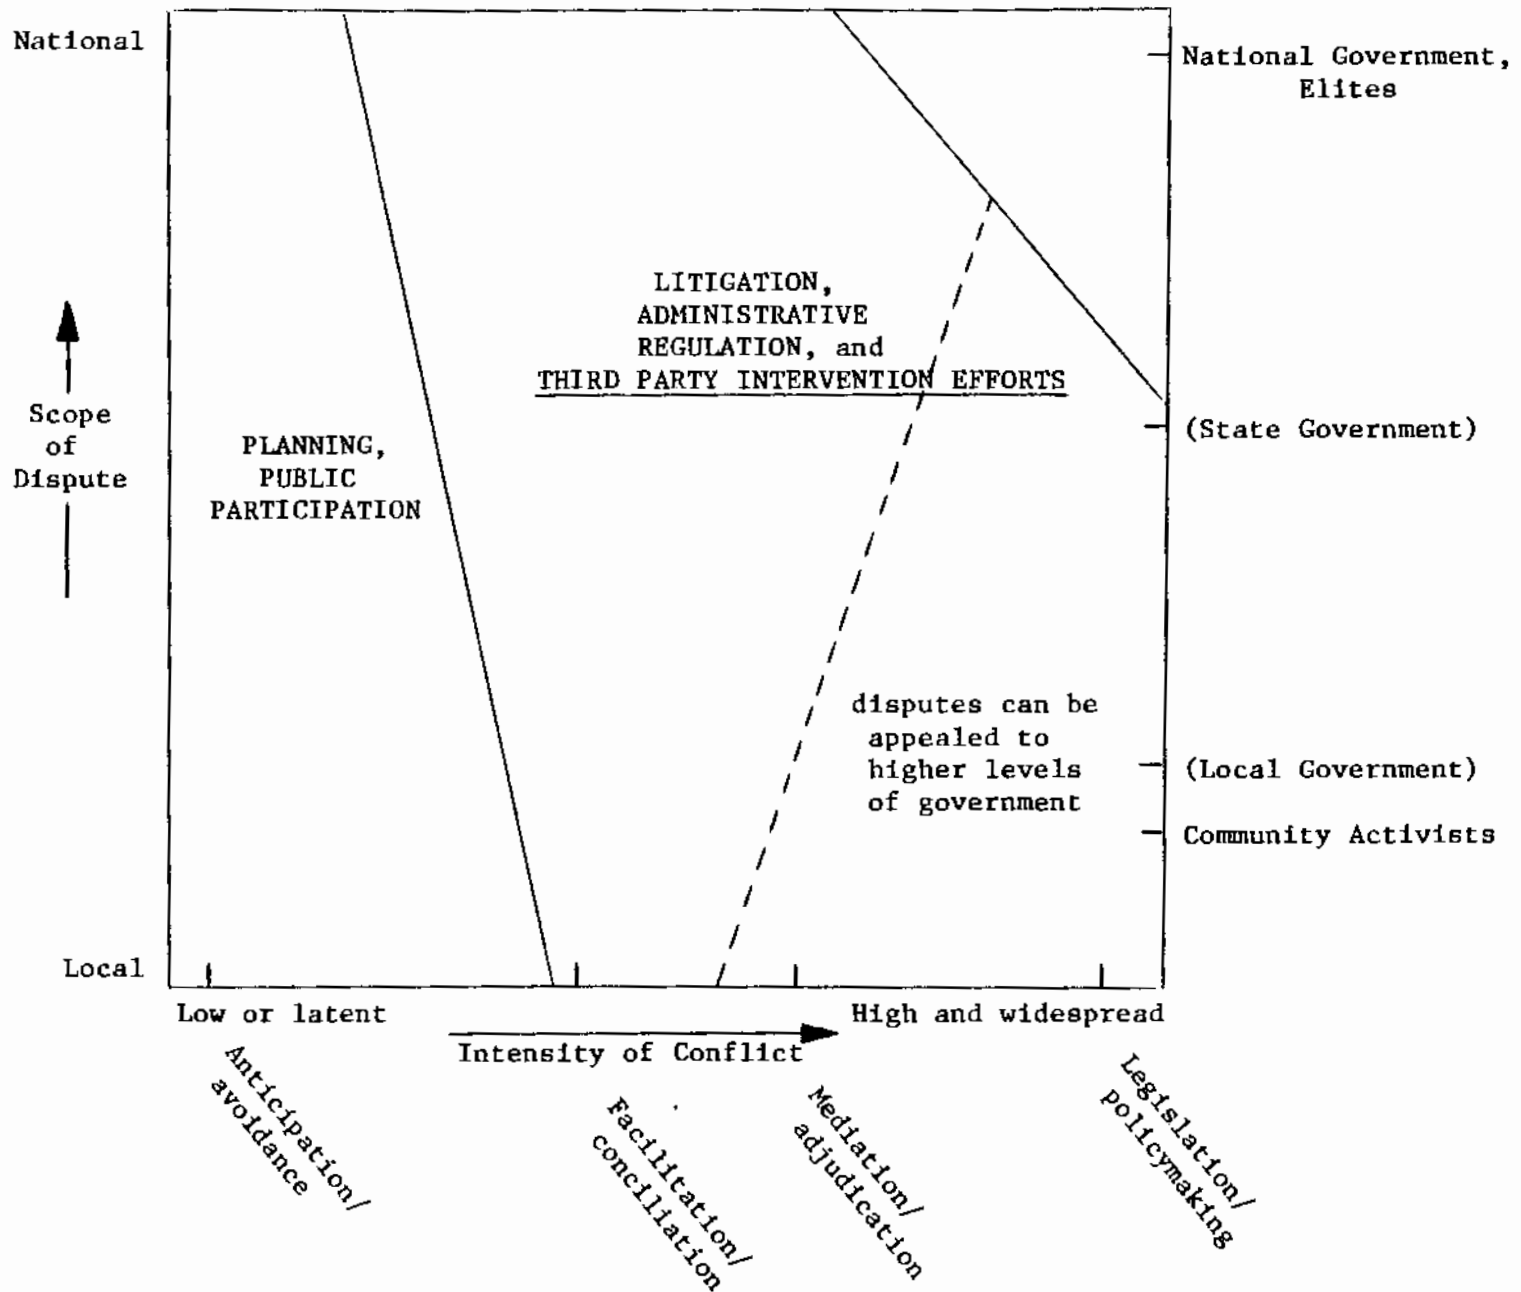 National
National Government,
Elites
LITIGATION,
ADMINISTRATIVE
REGULATION, and
THIRD PARTY INTERVENTION EFFORTS
Scope
of
Dispute
(State Government)
PLANNING,
PUBLIC
PARTICIPATION
disputes can be
appealed to
higher levels
of government
(Local Government)
Community Activists
Local
Low or latent
High and widespread
Intensity of Conflict
Anticipation/
avoidance
Facilitation/
conciliation
Mediation/
adjudication
Legislation/
policymaking